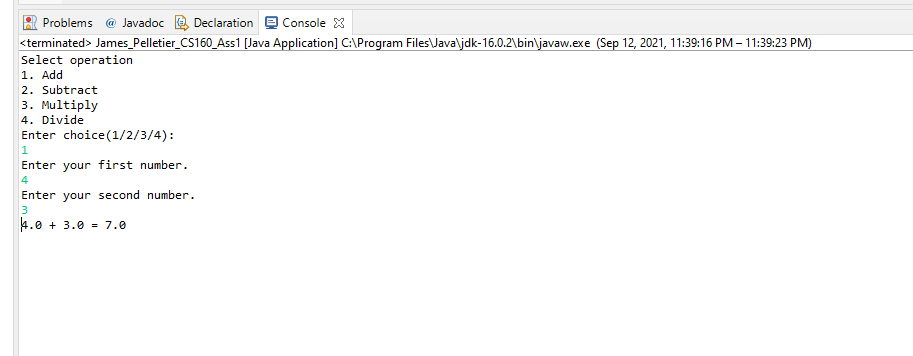 Problems @ Javadoc Declaration Console
<terminated> James_Pelletier_CS160_Ass1 [Java Application] C:\Program Files\Java\jdk-16.0.2\bin\javaw.exe (Sep 12, 2021, 11:39:16 PM – 11:39:23 PM)
Select operation
1. Add
2. Subtract
3. Multiply
4. Divide
Enter choice(1/2/3/4):
1
Enter your first number.
4
Enter your second number.
3
4.0 + 3.0 = 7.0